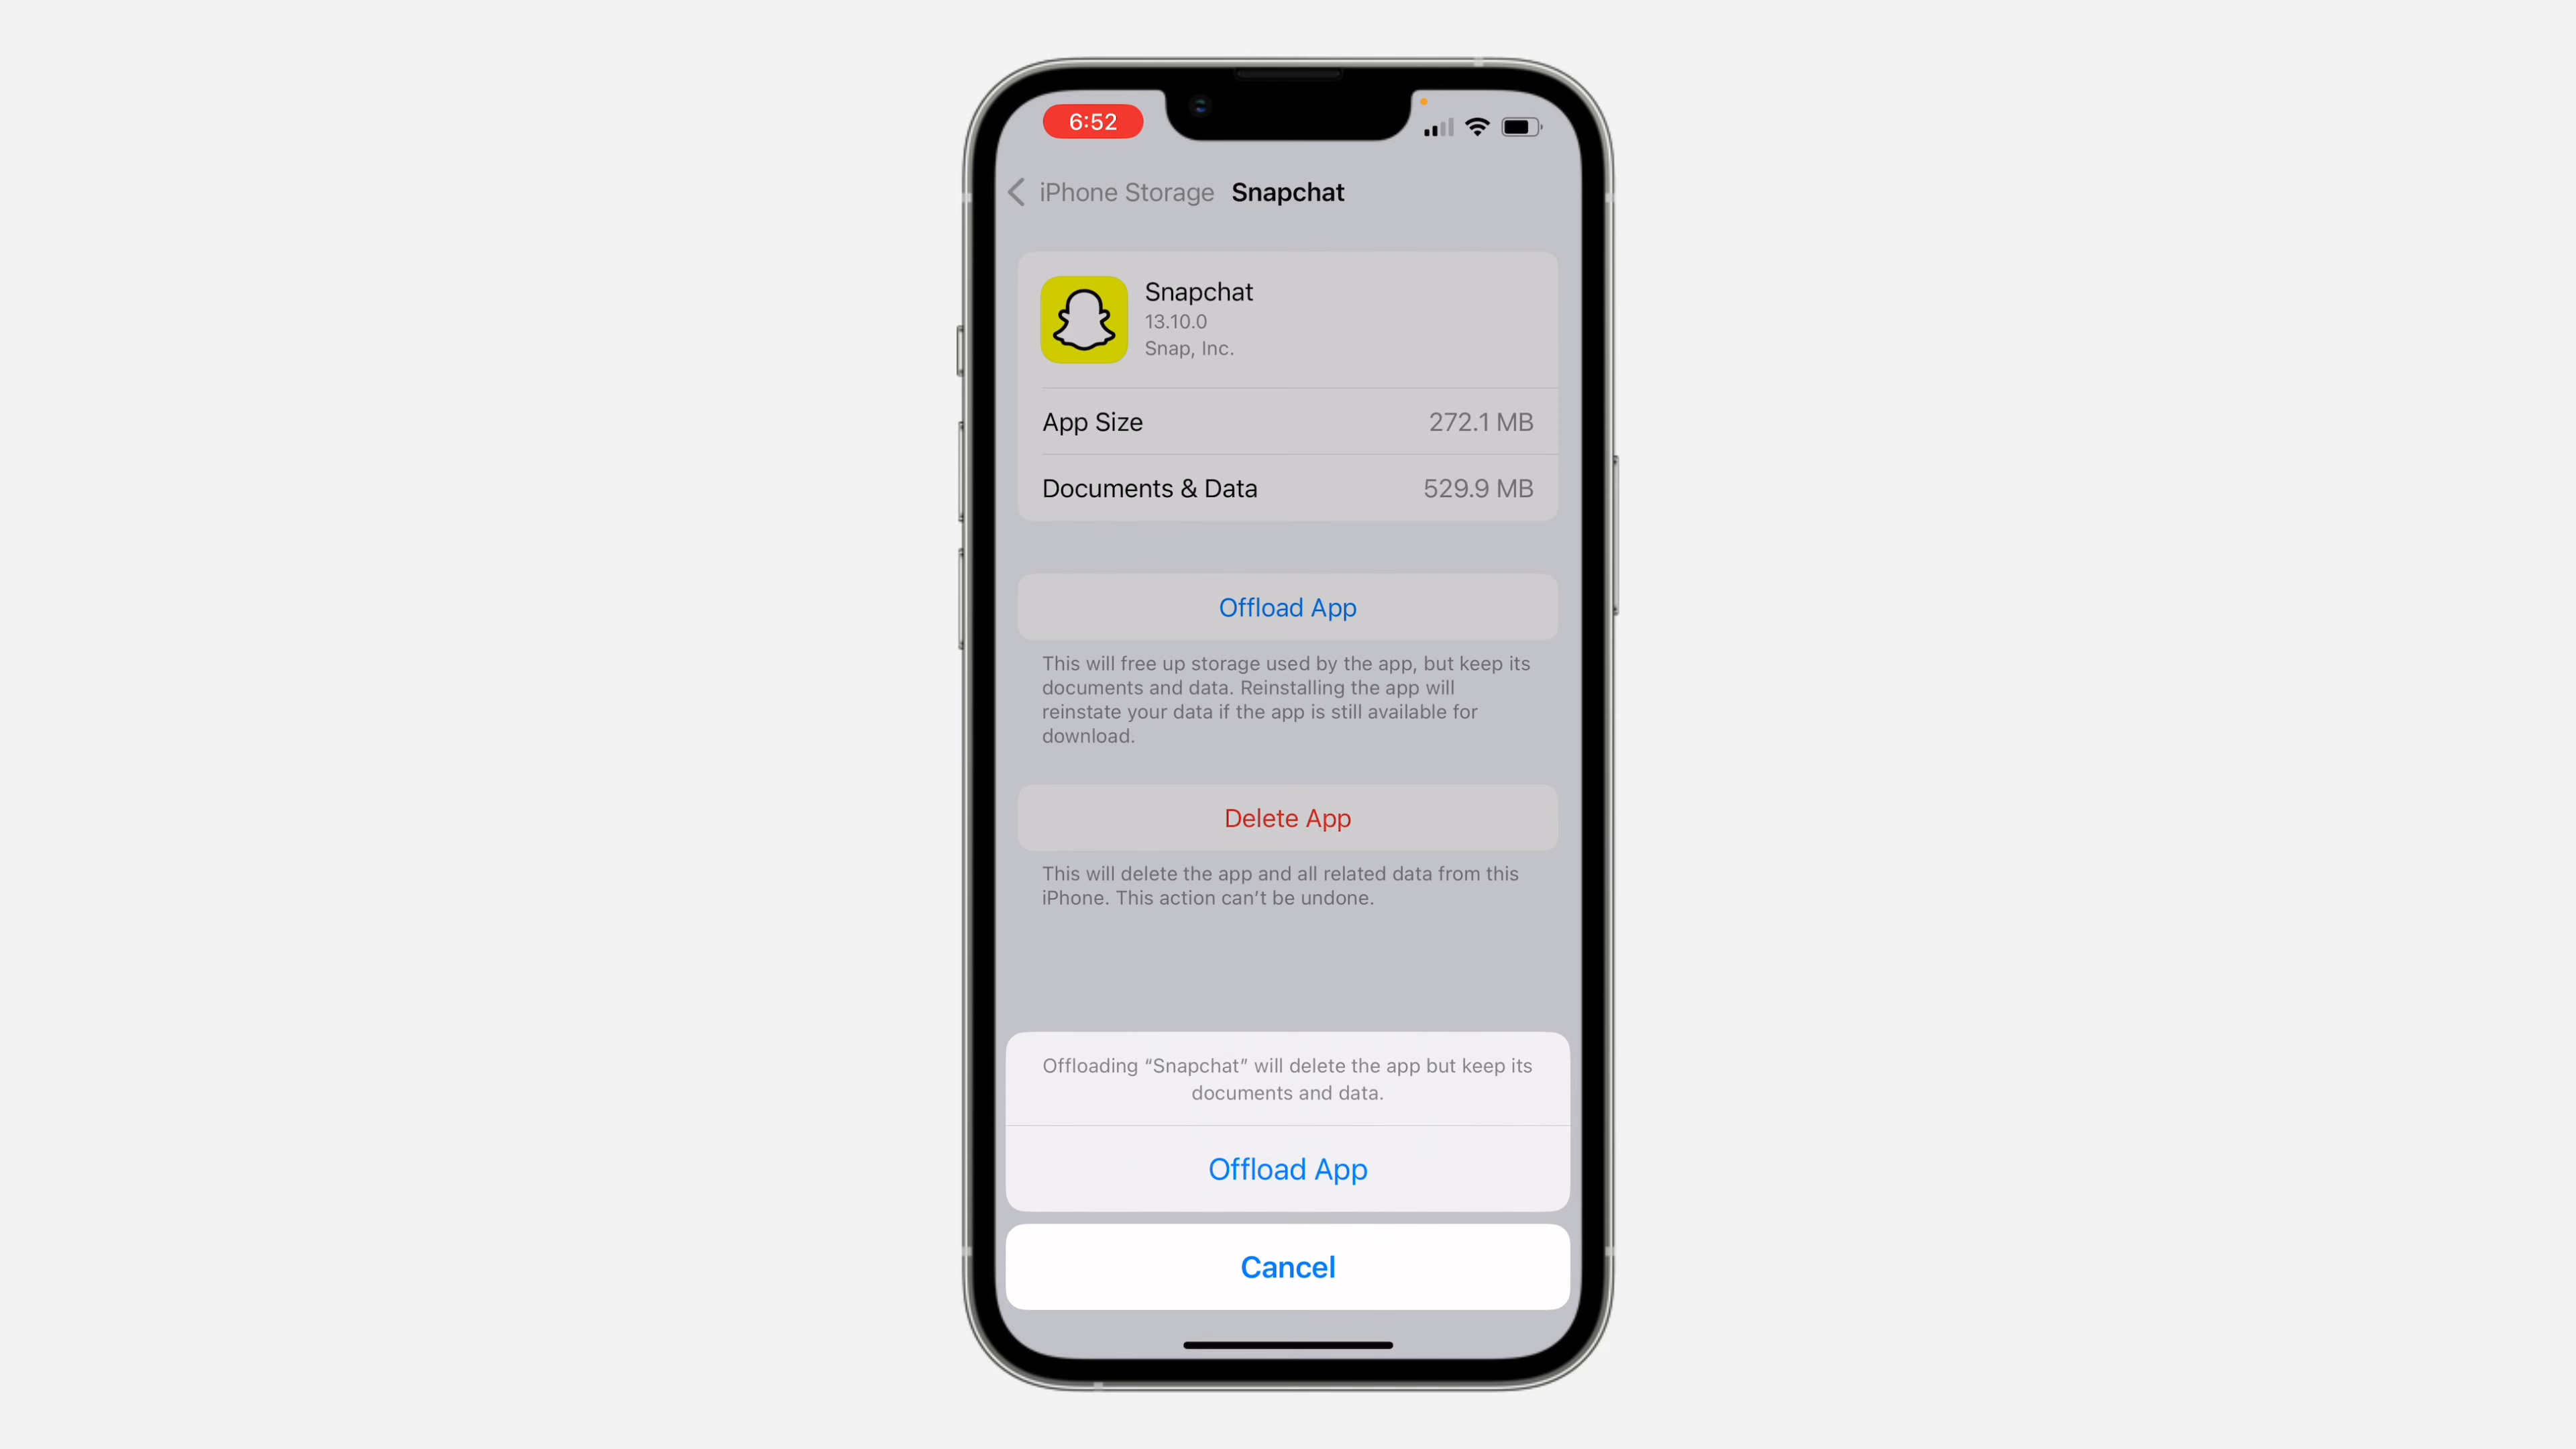 6:52
iPhone Storage Snapchat
Snapchat
13.10.0
Snap, Inc.
App Size 272.1 MB
Documents & Data 529.9 MB
Offload App
This will free up storage used by the app, but keep its
documents and data. Reinstalling the app will
reinstate your data if the app is still available for
download.
Delete App
This will delete the app and all related data from this
iPhone. This action can’t be undone.
Offloading “Snapchat” will delete the app but keep its
documents and data.
Offload App
Cancel